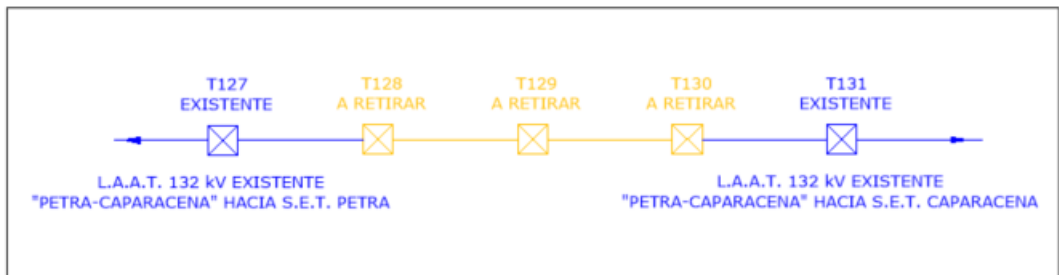 T127
EXISTENTE
T128
A RETIRAR
T129
A RETIRAR
T130
A RETIRAR
T131
EXISTENTE
L.A.A.T. 132 kV EXISTENTE
"PETRA-CAPARACENA" HACIA S.E.T. PETRA
L.A.A.T. 132 kV EXISTENTE
"PETRA-CAPARACENA" HACIA S.E.T. CAPARACENA